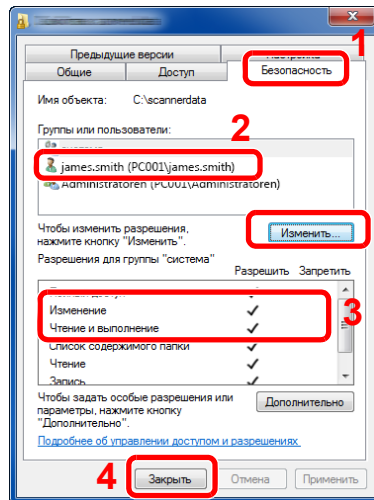 1
Предыдущие версии
Общие
Доступ
Безопасность
Имя объекта: C:\scannerdata
Группы или пользователи:
2
james.smith (PC001\james.smith)
Administratoren (PC001\Administratoren)
Чтобы изменить разрешения,
нажмите кнопку "Изменить".
Изменить...
Разрешения для группы "система"
Разрешить Запретить
3
Изменение
Чтение и выполнение
Список содержимого папки
Чтение
Запись
Чтобы задать особые разрешения или
параметры, нажмите кнопку
"Дополнительно".
Дополнительно
Подробнее об управлении доступом и разрешениях
4
Закрыть
Отмена
Применить